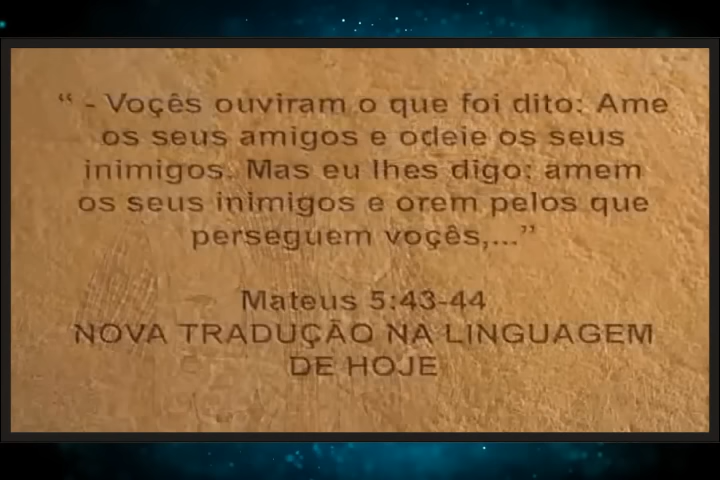 “ - Voçês ouviram o que foi dito: Ame
os seus amigos e odeie os seus
inimigos. Mas eu lhes digo: amem
os seus inimigos e orem pelos que
perseguem voçês,...”
Mateus 5:43-44
NOVA TRADUÇÃO NA LINGUAGEM
DE HOJE